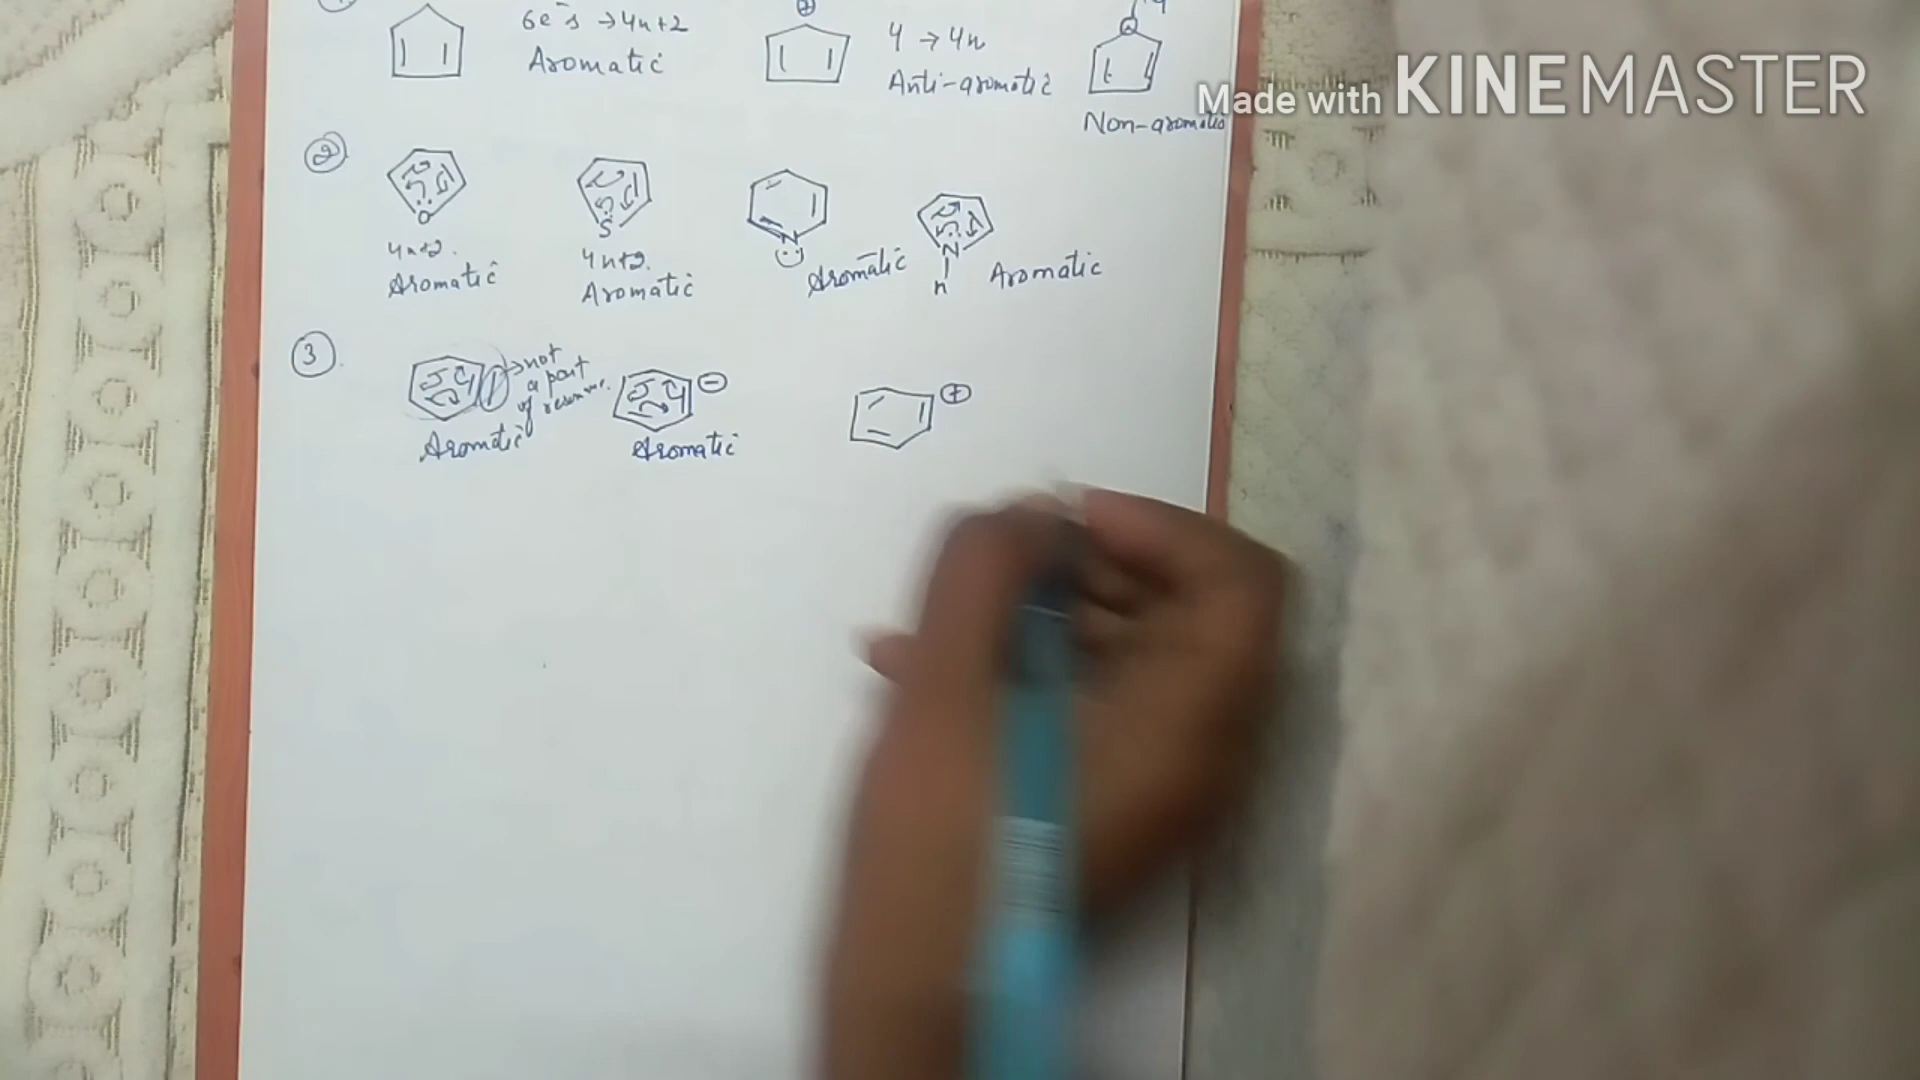 6e⁻s → 4n+2
Aromatic
⊕
4 → 4n
Anti-aromatic
Non-aromatic
Made with KINEMASTER
2
O
4n+2.
Aromatic
S
4n+2.
Aromatic
N
Aromatic
N
H
Aromatic
3
→ not
a part
of
Aromatic
⊖
Aromatic
⊕